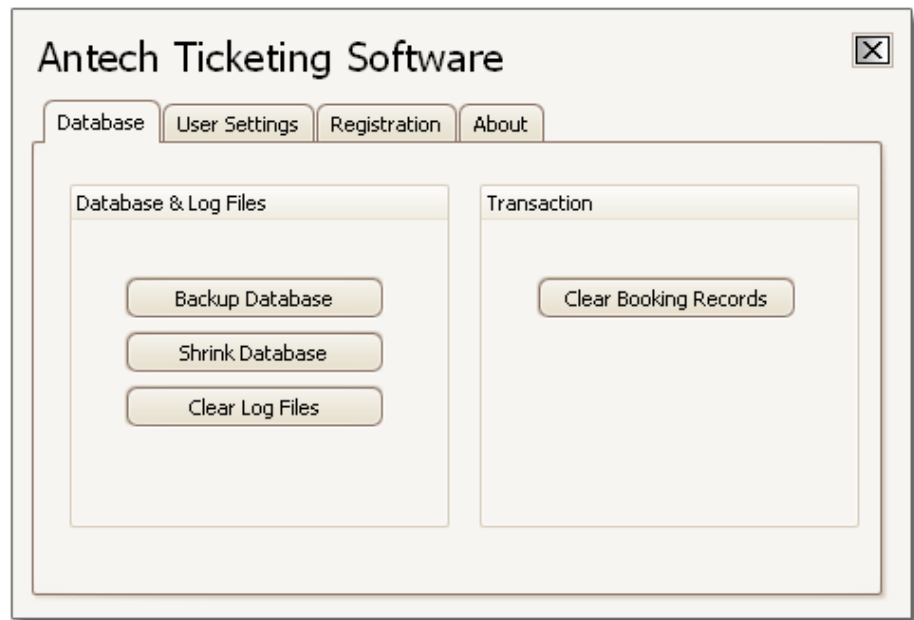 Antech Ticketing Software
Database
User Settings
Registration
About
Database & Log Files
Backup Database
Shrink Database
Clear Log Files
Transaction
Clear Booking Records